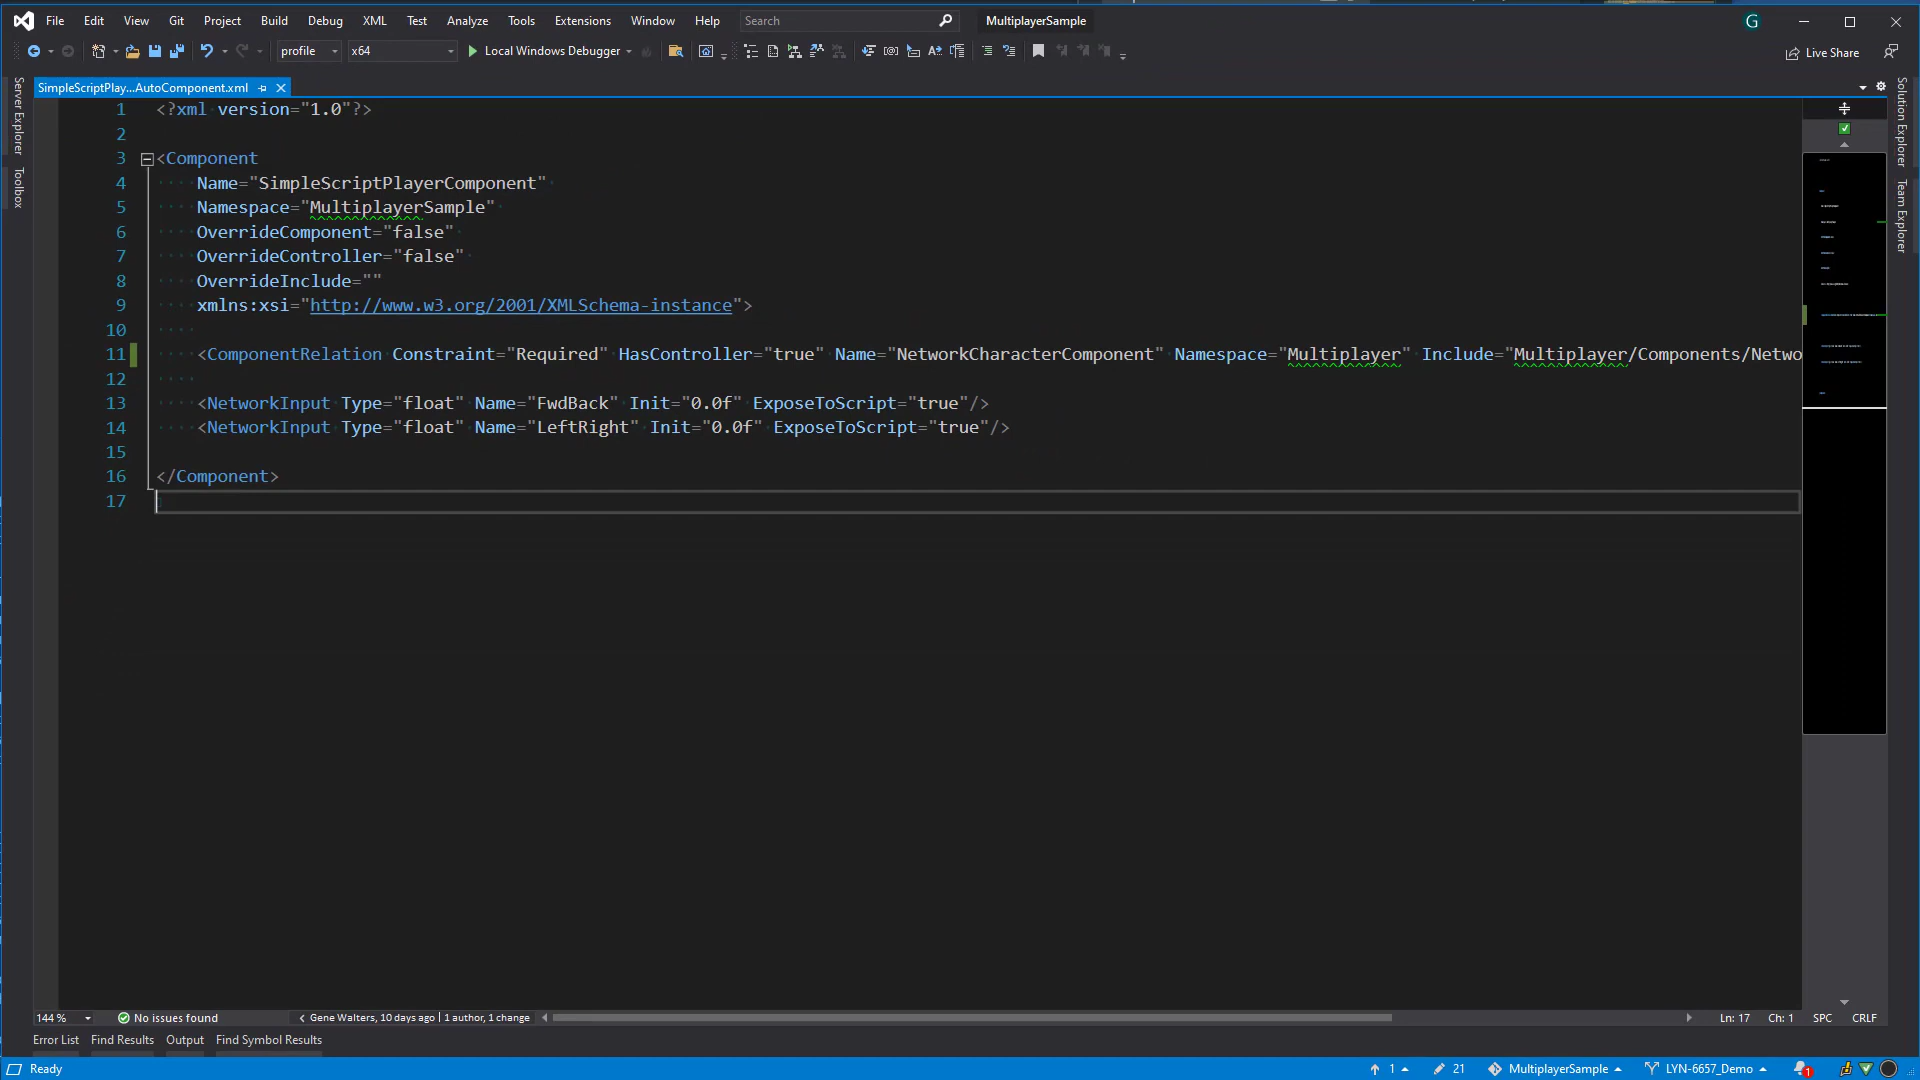 File Edit View Git Project Build Debug XML Test Analyze Tools Extensions Window Help Search MultiplayerSample G
profile x64 Local Windows Debugger Live Share
SimpleScriptPlay...AutoComponent.xml
Server Explorer
Toolbox
Solution Explorer
Team Explorer
1 <?xml version="1.0"?>
2
3 <Component
4 Name="SimpleScriptPlayerComponent"
5 Namespace="MultiplayerSample"
6 OverrideComponent="false"
7 OverrideController="false"
8 OverrideInclude=""
9 xmlns:xsi="http://www.w3.org/2001/XMLSchema-instance">
10
11 <ComponentRelation Constraint="Required" HasController="true" Name="NetworkCharacterComponent" Namespace="Multiplayer" Include="Multiplayer/Components/Netwo
12
13 <NetworkInput Type="float" Name="FwdBack" Init="0.0f" ExposeToScript="true"/>
14 <NetworkInput Type="float" Name="LeftRight" Init="0.0f" ExposeToScript="true"/>
15
16 </Component>
17
144 % No issues found Gene Walters, 10 days ago | 1 author, 1 change Ln: 17 Ch: 1 SPC CRLF
Error List Find Results Output Find Symbol Results
Ready 1 21 MultiplayerSample LYN-6657_Demo 1